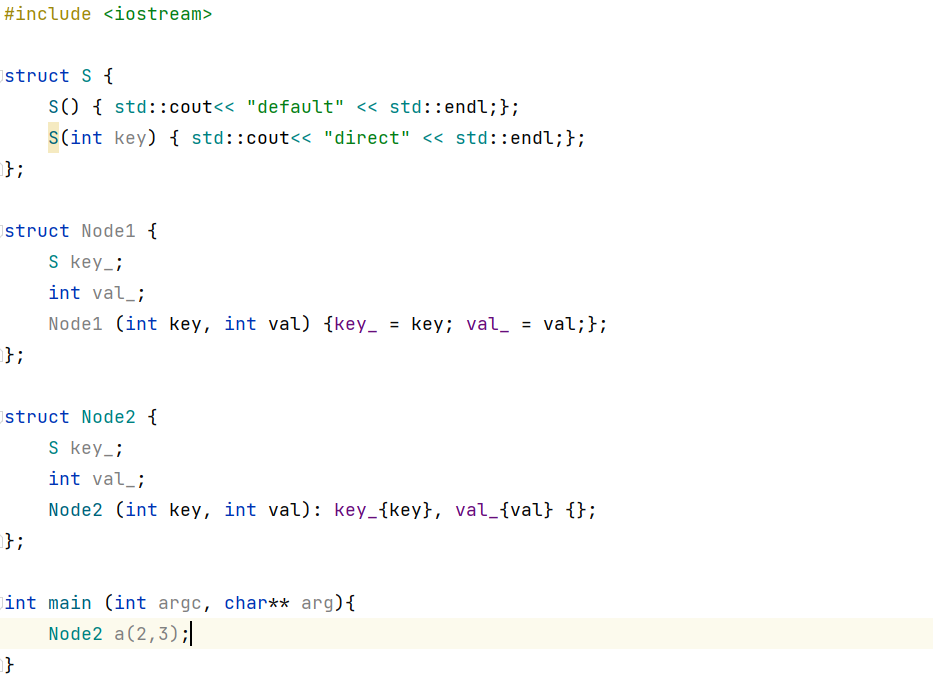 #include <iostream>
struct S {
    S() { std::cout<< "default" << std::endl;};
    S(int key) { std::cout<< "direct" << std::endl;};
};
struct Node1 {
    S key_;
    int val_;
    Node1 (int key, int val) {key_ = key; val_ = val;};
};
struct Node2 {
    S key_;
    int val_;
    Node2 (int key, int val): key_{key}, val_{val} {};
};
int main (int argc, char** arg){
    Node2 a(2,3);
}